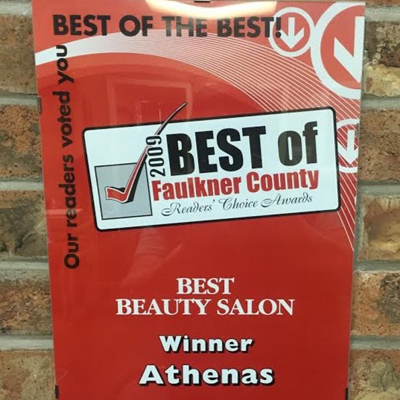 Our readers voted you
BEST OF THE BEST!
2009
BEST of
Faulkner County
Readers' Choice Awards
BEST
BEAUTY SALON
Winner
Athenas